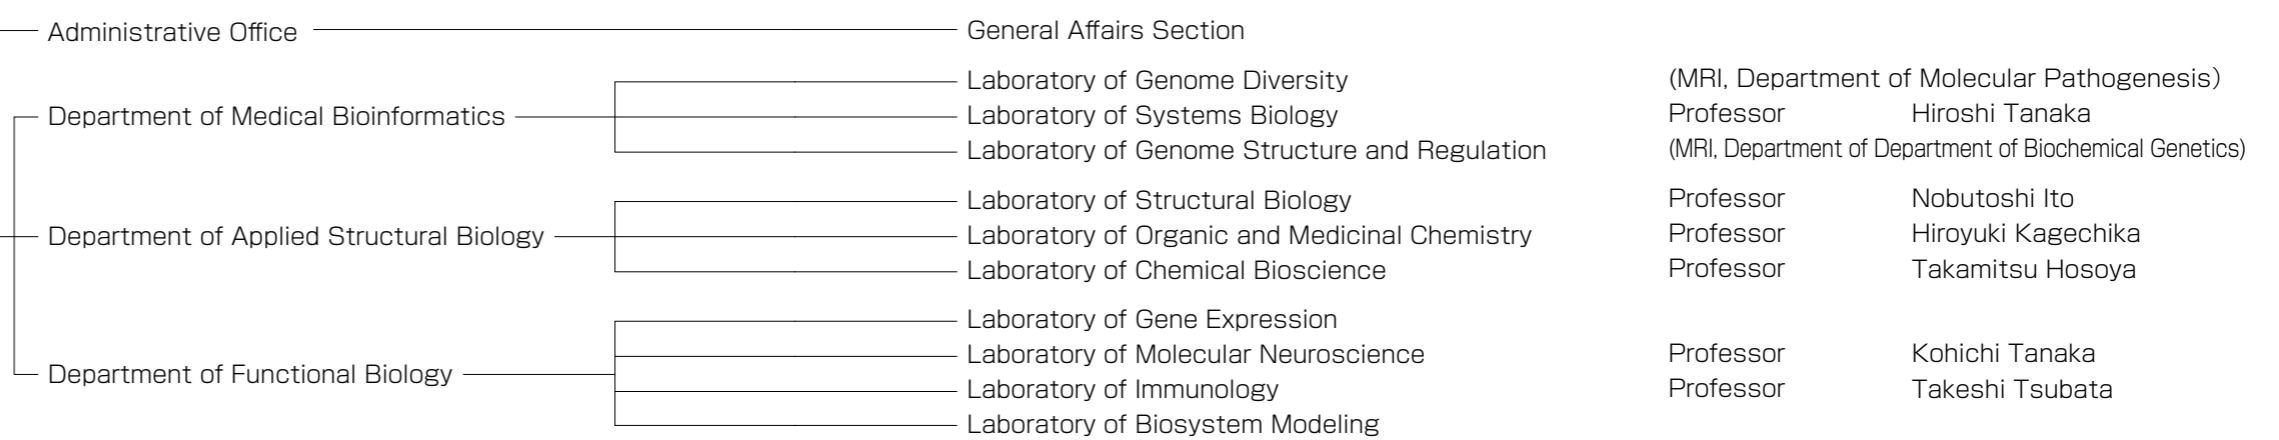 Administrative Office General Affairs Section
Laboratory of Genome Diversity (MRI, Department of Molecular Pathogenesis)
Department of Medical Bioinformatics Laboratory of Systems Biology Professor Hiroshi Tanaka
Laboratory of Genome Structure and Regulation (MRI, Department of Department of Biochemical Genetics)
Laboratory of Structural Biology Professor Nobutoshi Ito
Department of Applied Structural Biology Laboratory of Organic and Medicinal Chemistry Professor Hiroyuki Kagechika
Laboratory of Chemical Bioscience Professor Takamitsu Hosoya
Laboratory of Gene Expression
Laboratory of Molecular Neuroscience Professor Kohichi Tanaka
Department of Functional Biology
Laboratory of Immunology Professor Takeshi Tsubata
Laboratory of Biosystem Modeling